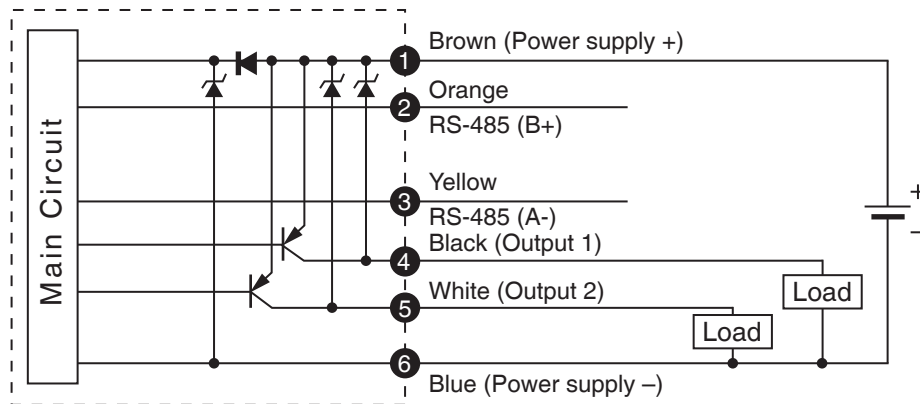 Main Circuit
1
Brown (Power supply +)
2
Orange
RS-485 (B+)
3
Yellow
RS-485 (A-)
4
Black (Output 1)
5
White (Output 2)
6
Blue (Power supply –)
Load
Load
+
–